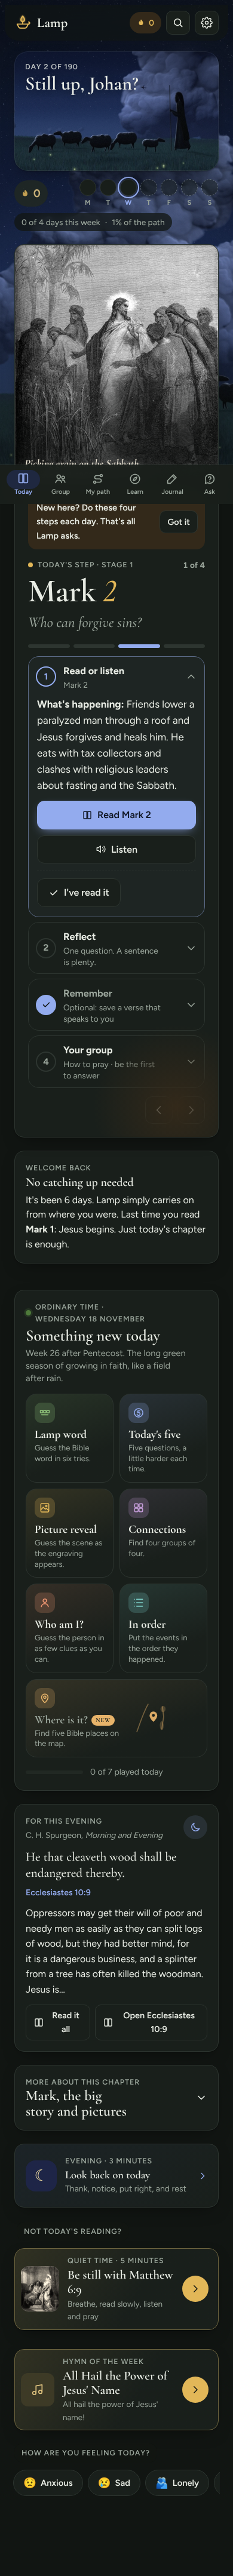 Lamp
0
DAY 2 OF 190
Still up, Johan?
0
M T W T F S S
0 of 4 days this week · 1% of the path
Picking grain on the Sabbath
Today Group My path Learn Journal Ask
New here? Do these four
steps each day. That's all
Lamp asks.
Got it
TODAY'S STEP · STAGE 1
1 of 4
Mark 2
Who can forgive sins?
1
Read or listen
Mark 2
What's happening: Friends lower a
paralyzed man through a roof and
Jesus forgives and heals him. He
eats with tax collectors and
clashes with religious leaders
about fasting and the Sabbath.
Read Mark 2
Listen
I've read it
2
Reflect
One question. A sentence
is plenty.
Remember
Optional: save a verse that
speaks to you
4
Your group
How to pray · be the first
to answer
WELCOME BACK
No catching up needed
It's been 6 days. Lamp simply carries on
from where you were. Last time you read
Mark 1: Jesus begins. Just today's chapter
is enough.
ORDINARY TIME ·
WEDNESDAY 18 NOVEMBER
Something new today
Week 26 after Pentecost. The long green
season of growing in faith, like a field
after rain.
Lamp word
Guess the Bible
word in six tries.
Today's five
Five questions, a
little harder each
time.
Picture reveal
Guess the scene as
the engraving
appears.
Connections
Find four groups of
four.
Who am I?
Guess the person in
as few clues as you
can.
In order
Put the events in
the order they
happened.
Where is it? NEW
Find five Bible places on
the map.
0 of 7 played today
FOR THIS EVENING
C. H. Spurgeon, Morning and Evening
He that cleaveth wood shall be
endangered thereby.
Ecclesiastes 10:9
Oppressors may get their will of poor and
needy men as easily as they can split logs
of wood, but they had better mind, for
it is a dangerous business, and a splinter
from a tree has often killed the woodman.
Jesus is...
Read it
all
Open Ecclesiastes
10:9
MORE ABOUT THIS CHAPTER
Mark, the big
story and pictures
EVENING · 3 MINUTES
Look back on today
Thank, notice, put right, and rest
NOT TODAY'S READING?
QUIET TIME · 5 MINUTES
Be still with Matthew
6:9
Breathe, read slowly, listen
and pray
HYMN OF THE WEEK
All Hail the Power of
Jesus' Name
All hail the power of Jesus'
name!
HOW ARE YOU FEELING TODAY?
Anxious
Sad
Lonely